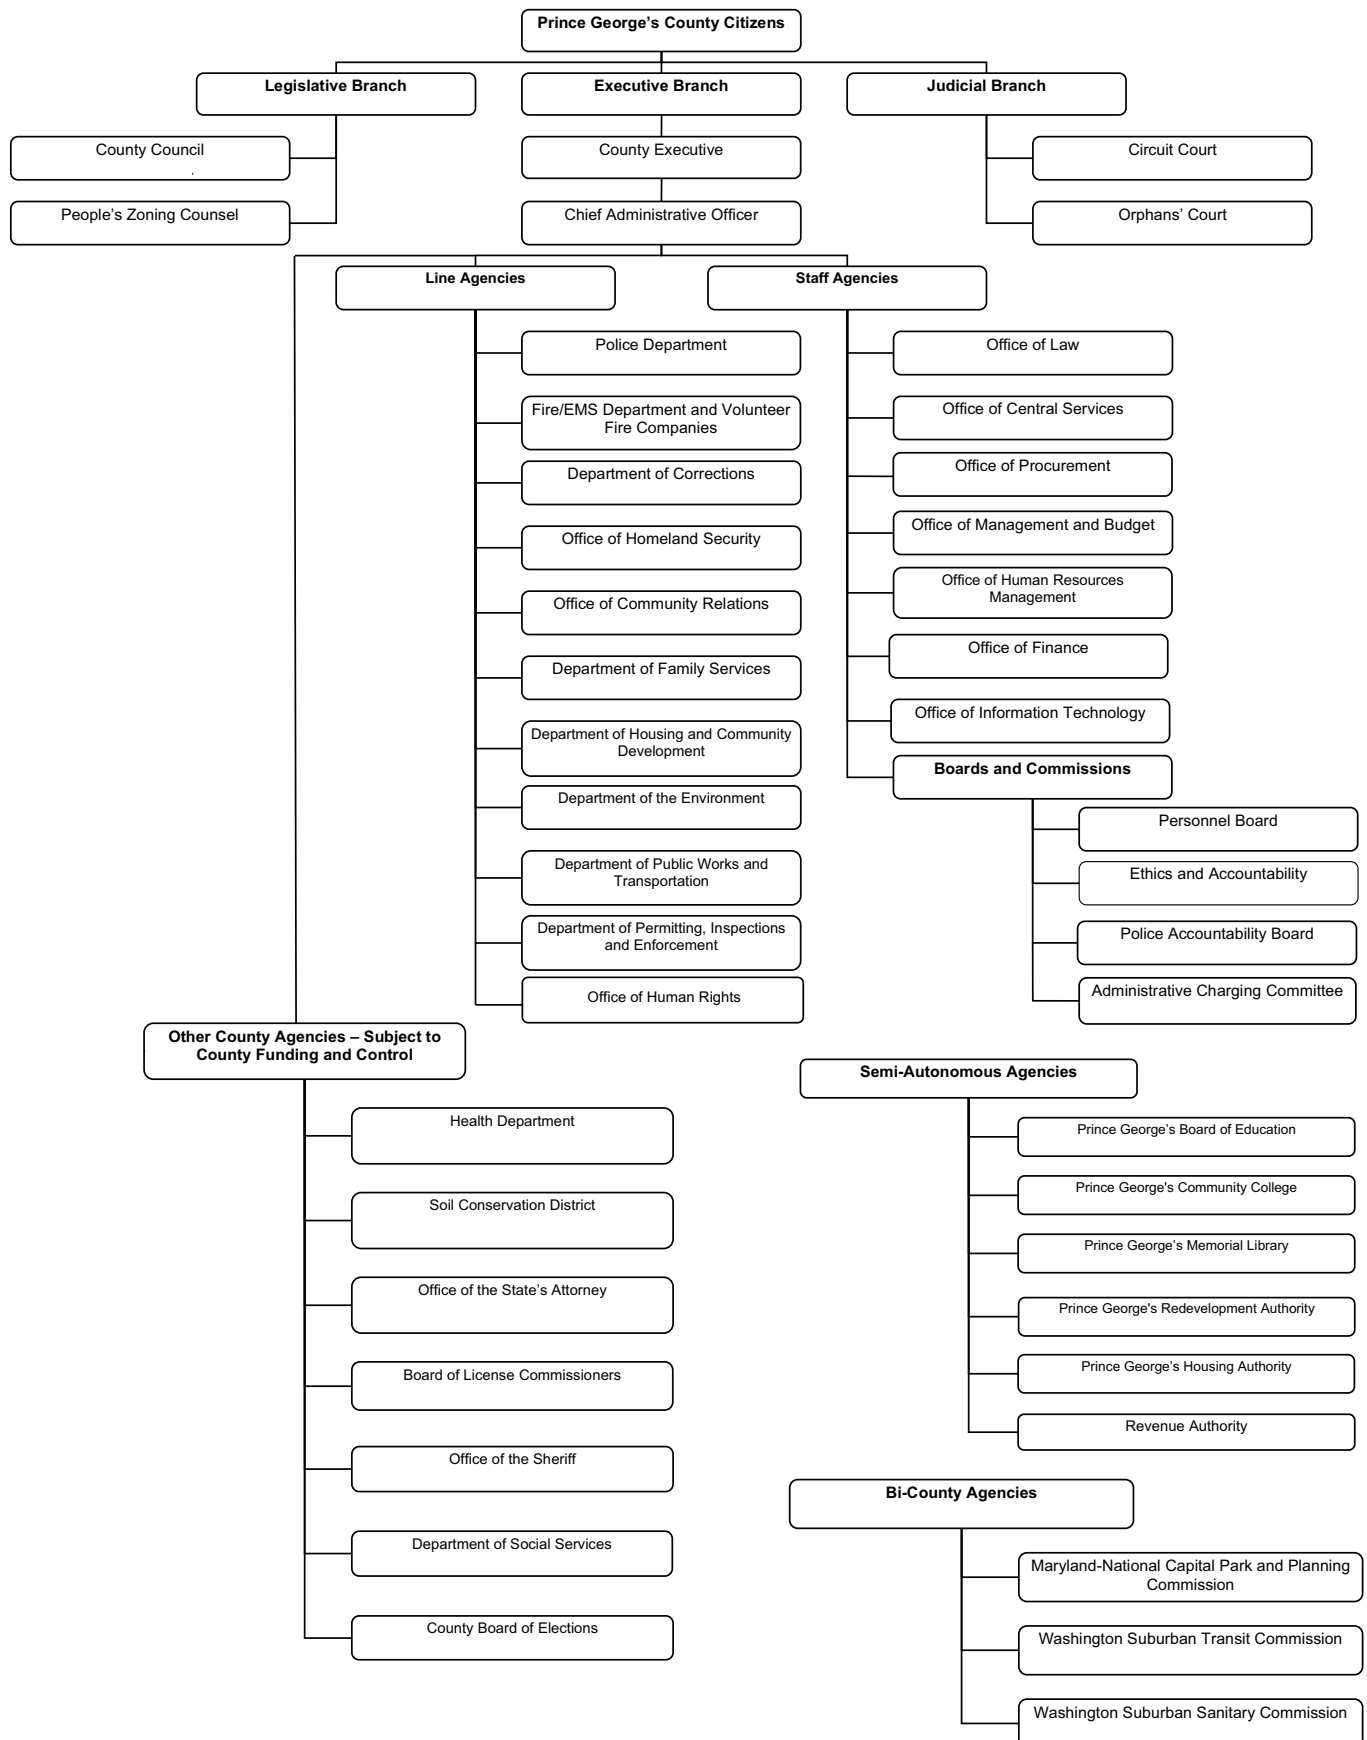 Prince George’s County Citizens
Legislative Branch
Executive Branch
Judicial Branch
County Council
.
County Executive
Circuit Court
People’s Zoning Counsel
Chief Administrative Officer
Orphans’ Court
Line Agencies
Staff Agencies
Police Department
Fire/EMS Department and Volunteer
Fire Companies
Department of Corrections
Office of Homeland Security
Office of Community Relations
Department of Family Services
Department of Housing and Community
Development
Department of the Environment
Department of Public Works and
Transportation
Department of Permitting, Inspections
and Enforcement
Office of Human Rights
Office of Law
Office of Central Services
Office of Procurement
Office of Management and Budget
Office of Human Resources
Management
Office of Finance
Office of Information Technology
Boards and Commissions
Personnel Board
Ethics and Accountability
Police Accountability Board
Administrative Charging Committee
Other County Agencies – Subject to
County Funding and Control
Health Department
Soil Conservation District
Office of the State’s Attorney
Board of License Commissioners
Office of the Sheriff
Department of Social Services
County Board of Elections
Semi-Autonomous Agencies
Prince George’s Board of Education
Prince George's Community College
Prince George’s Memorial Library
Prince George's Redevelopment Authority
Prince George’s Housing Authority
Revenue Authority
Bi-County Agencies
Maryland-National Capital Park and Planning
Commission
Washington Suburban Transit Commission
Washington Suburban Sanitary Commission